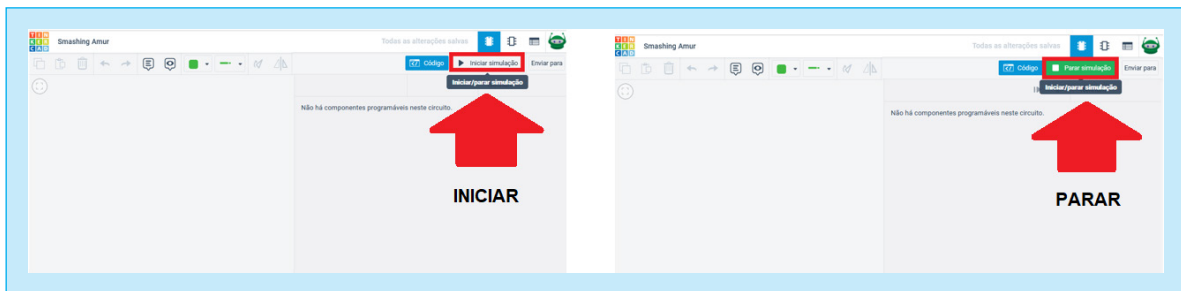 TIN
KER
CAD
Smashing Amur
Todas as alterações salvas
Código
Iniciar simulação
Enviar para
Iniciar/parar simulação
Não há componentes programáveis neste circuito.
INICIAR
TIN
KER
CAD
Smashing Amur
Todas as alterações salvas
Código
Parar simulação
Enviar para
Iniciar/parar simulação
Não há componentes programáveis neste circuito.
PARAR